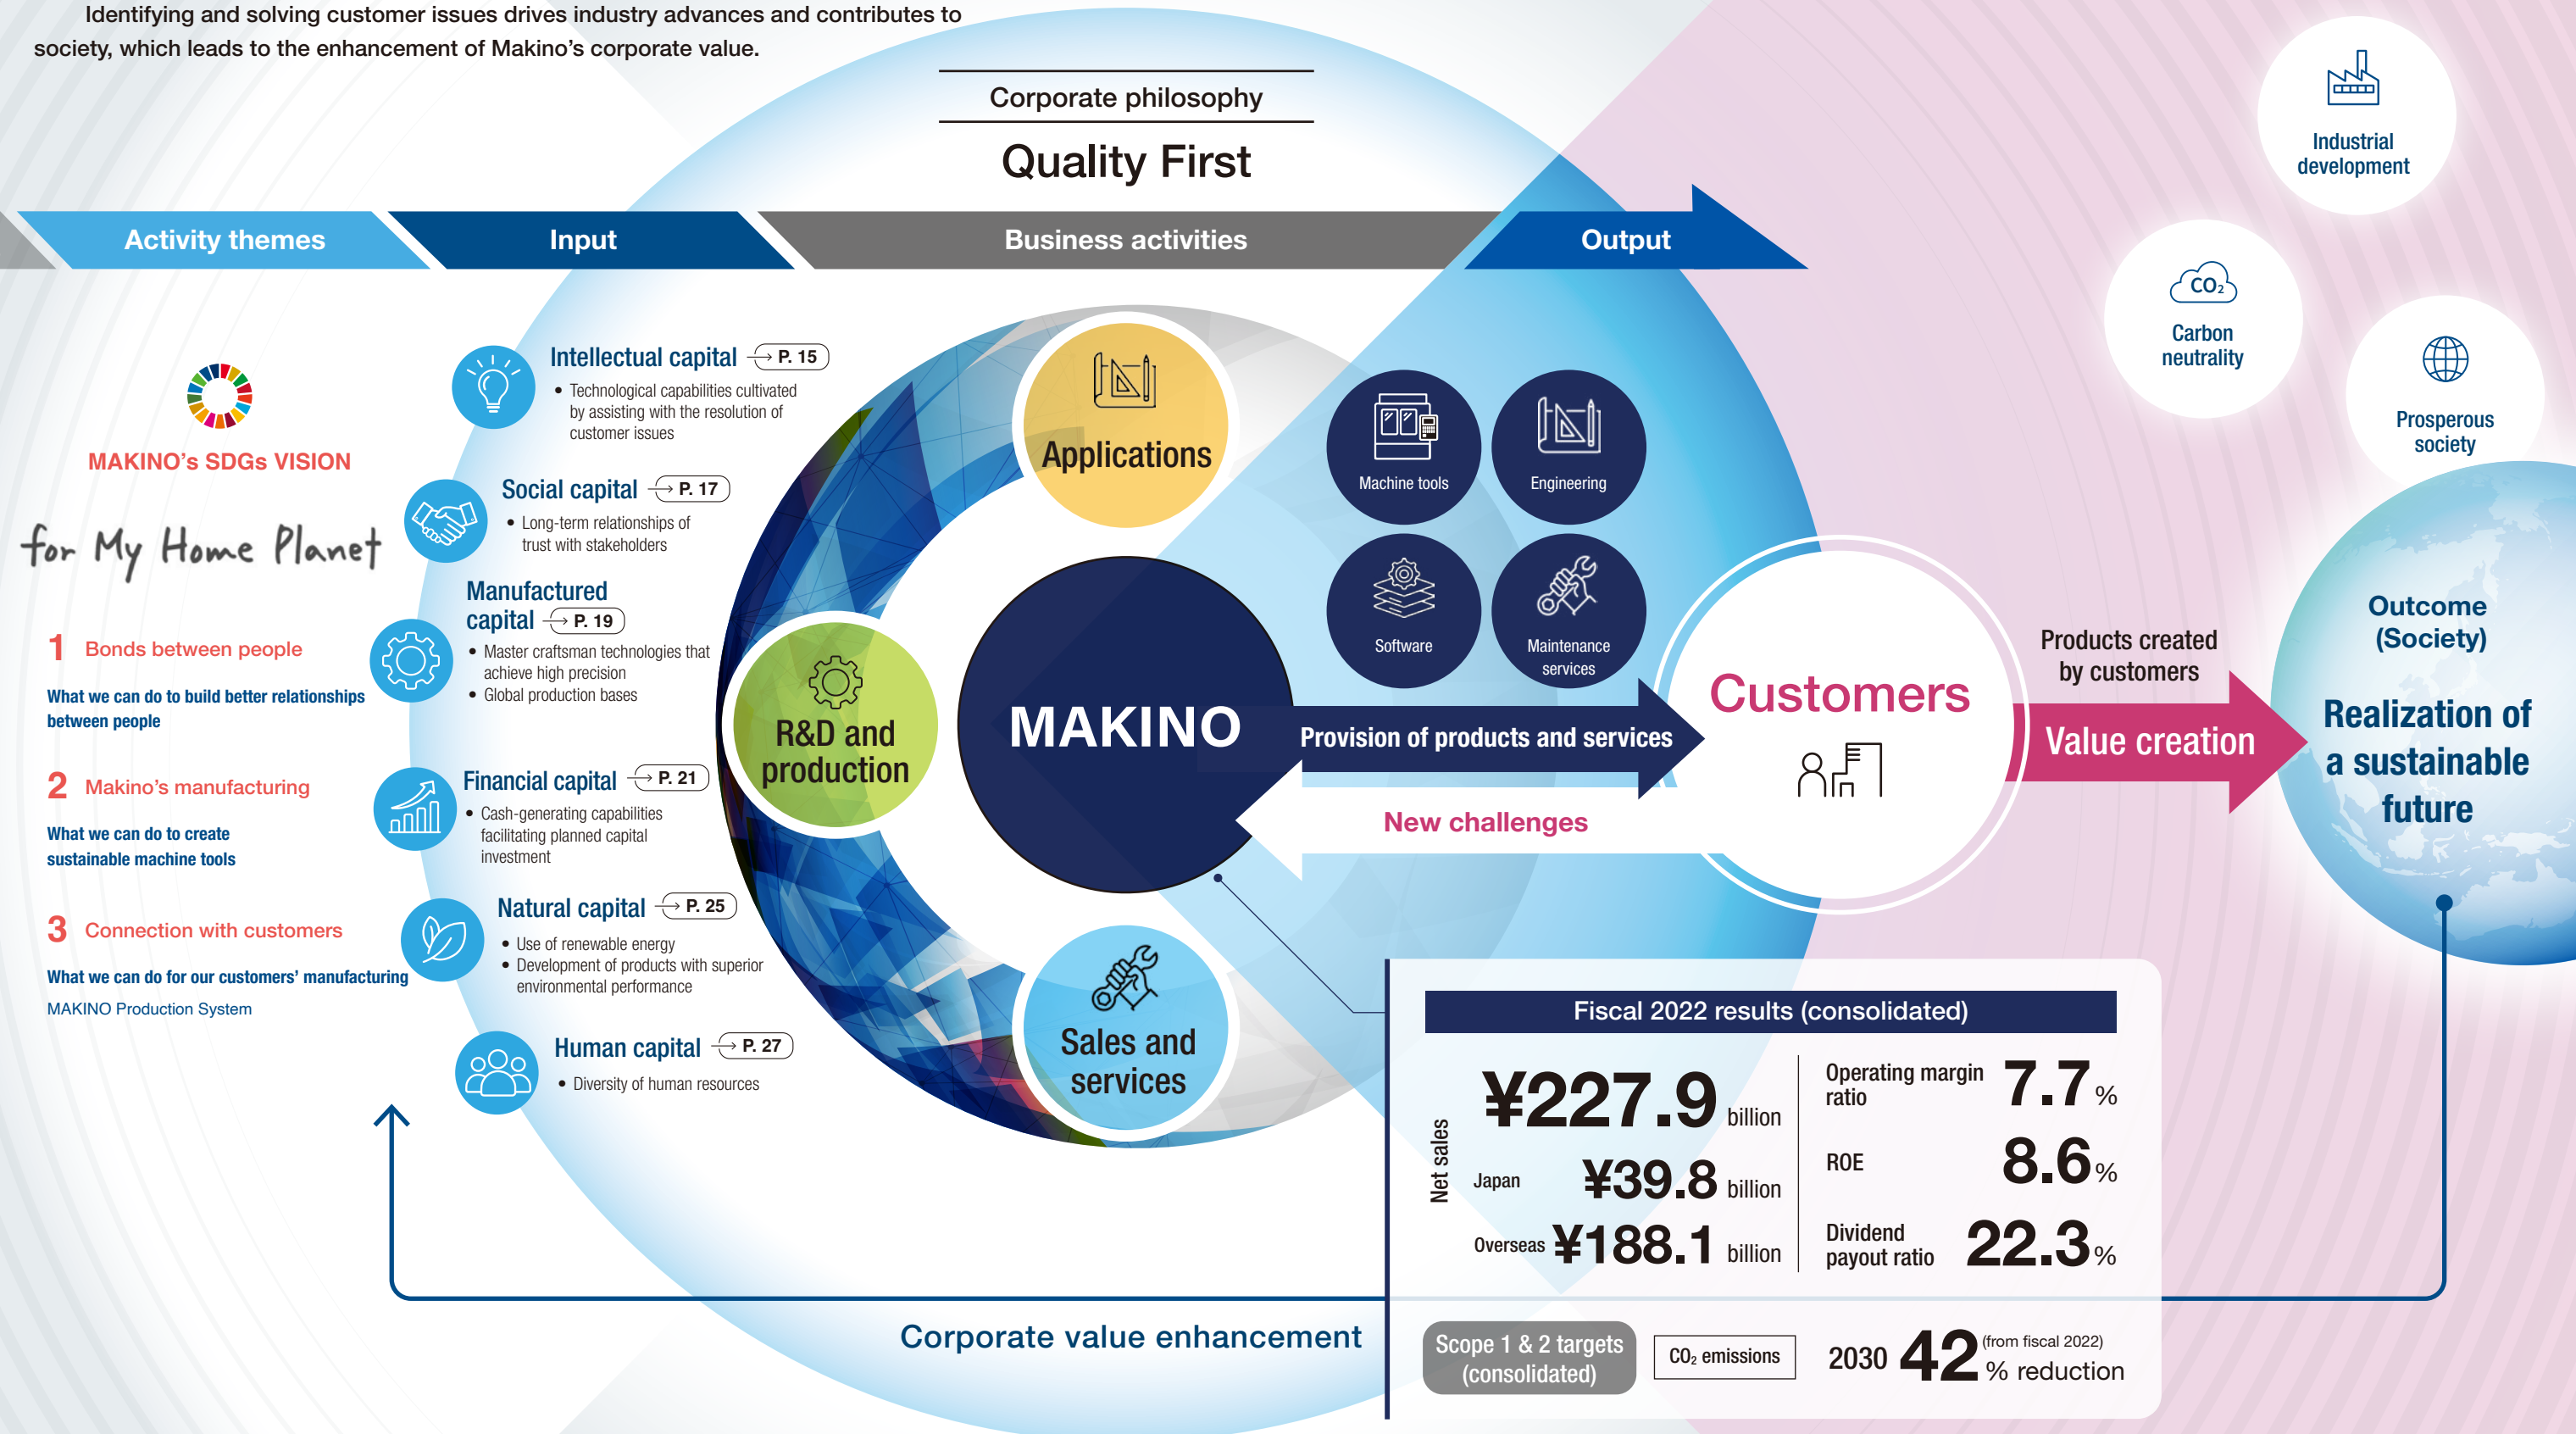 Identifying and solving customer issues drives industry advances and contributes to
society, which leads to the enhancement of Makino’s corporate value.
Corporate philosophy
Quality First
Activity themes
Input
Business activities
Output
MAKINO’s SDGs VISION
for My Home Planet
1 Bonds between people
What we can do to build better relationships
between people
2 Makino’s manufacturing
What we can do to create
sustainable machine tools
3 Connection with customers
What we can do for our customers’ manufacturing
MAKINO Production System
Intellectual capital P. 15
• Technological capabilities cultivated
by assisting with the resolution of
customer issues
Social capital P. 17
• Long-term relationships of
trust with stakeholders
Manufactured
capital P. 19
• Master craftsman technologies that
achieve high precision
• Global production bases
Financial capital P. 21
• Cash-generating capabilities
facilitating planned capital
investment
Natural capital P. 25
• Use of renewable energy
• Development of products with superior
environmental performance
Human capital P. 27
• Diversity of human resources
Applications
R&D and
production
MAKINO
Sales and
services
Machine tools
Engineering
Software
Maintenance
services
Provision of products and services
New challenges
Customers
Products created
by customers
Value creation
Industrial
development
CO₂
Carbon
neutrality
Prosperous
society
Outcome
(Society)
Realization of
a sustainable
future
Fiscal 2022 results (consolidated)
Net sales
¥227.9 billion
Japan ¥39.8 billion
Overseas ¥188.1 billion
Operating margin
ratio 7.7%
ROE 8.6%
Dividend
payout ratio 22.3%
Corporate value enhancement
Scope 1 & 2 targets
(consolidated)
CO₂ emissions
2030 42% reduction
(from fiscal 2022)